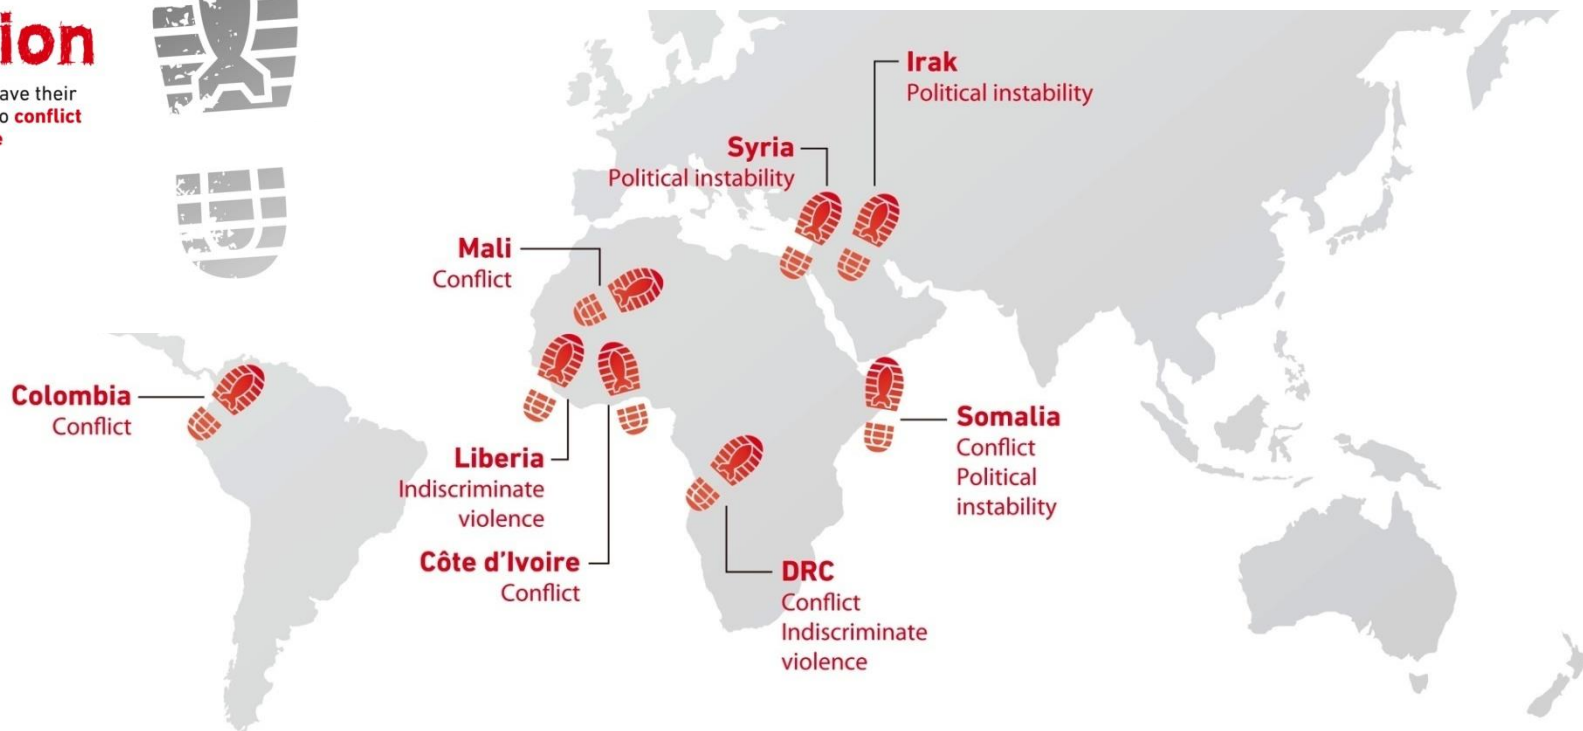 ion
ave their
o conflict
e
Irak
Political instability
Syria
Political instability
Mali
Conflict
Colombia
Conflict
Liberia
Indiscriminate
violence
Côte d’Ivoire
Conflict
Somalia
Conflict
Political
instability
DRC
Conflict
Indiscriminate
violence